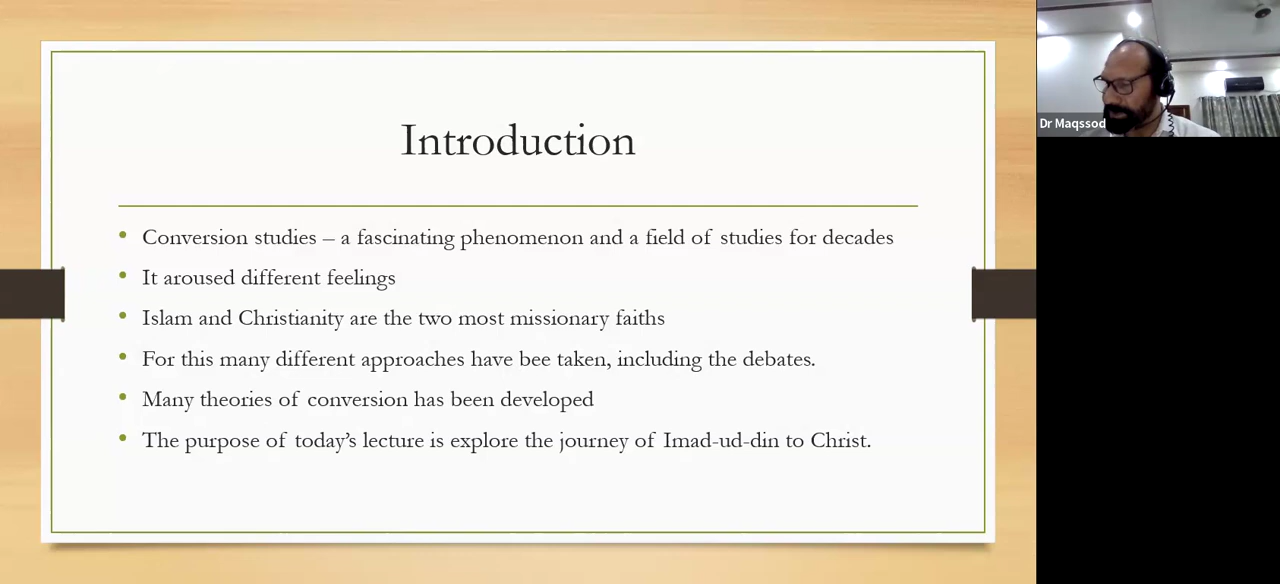 Introduction
• Conversion studies – a fascinating phenomenon and a field of studies for decades
• It aroused different feelings
• Islam and Christianity are the two most missionary faiths
• For this many different approaches have bee taken, including the debates.
• Many theories of conversion has been developed
• The purpose of today’s lecture is explore the journey of Imad-ud-din to Christ.
Dr Maqssod